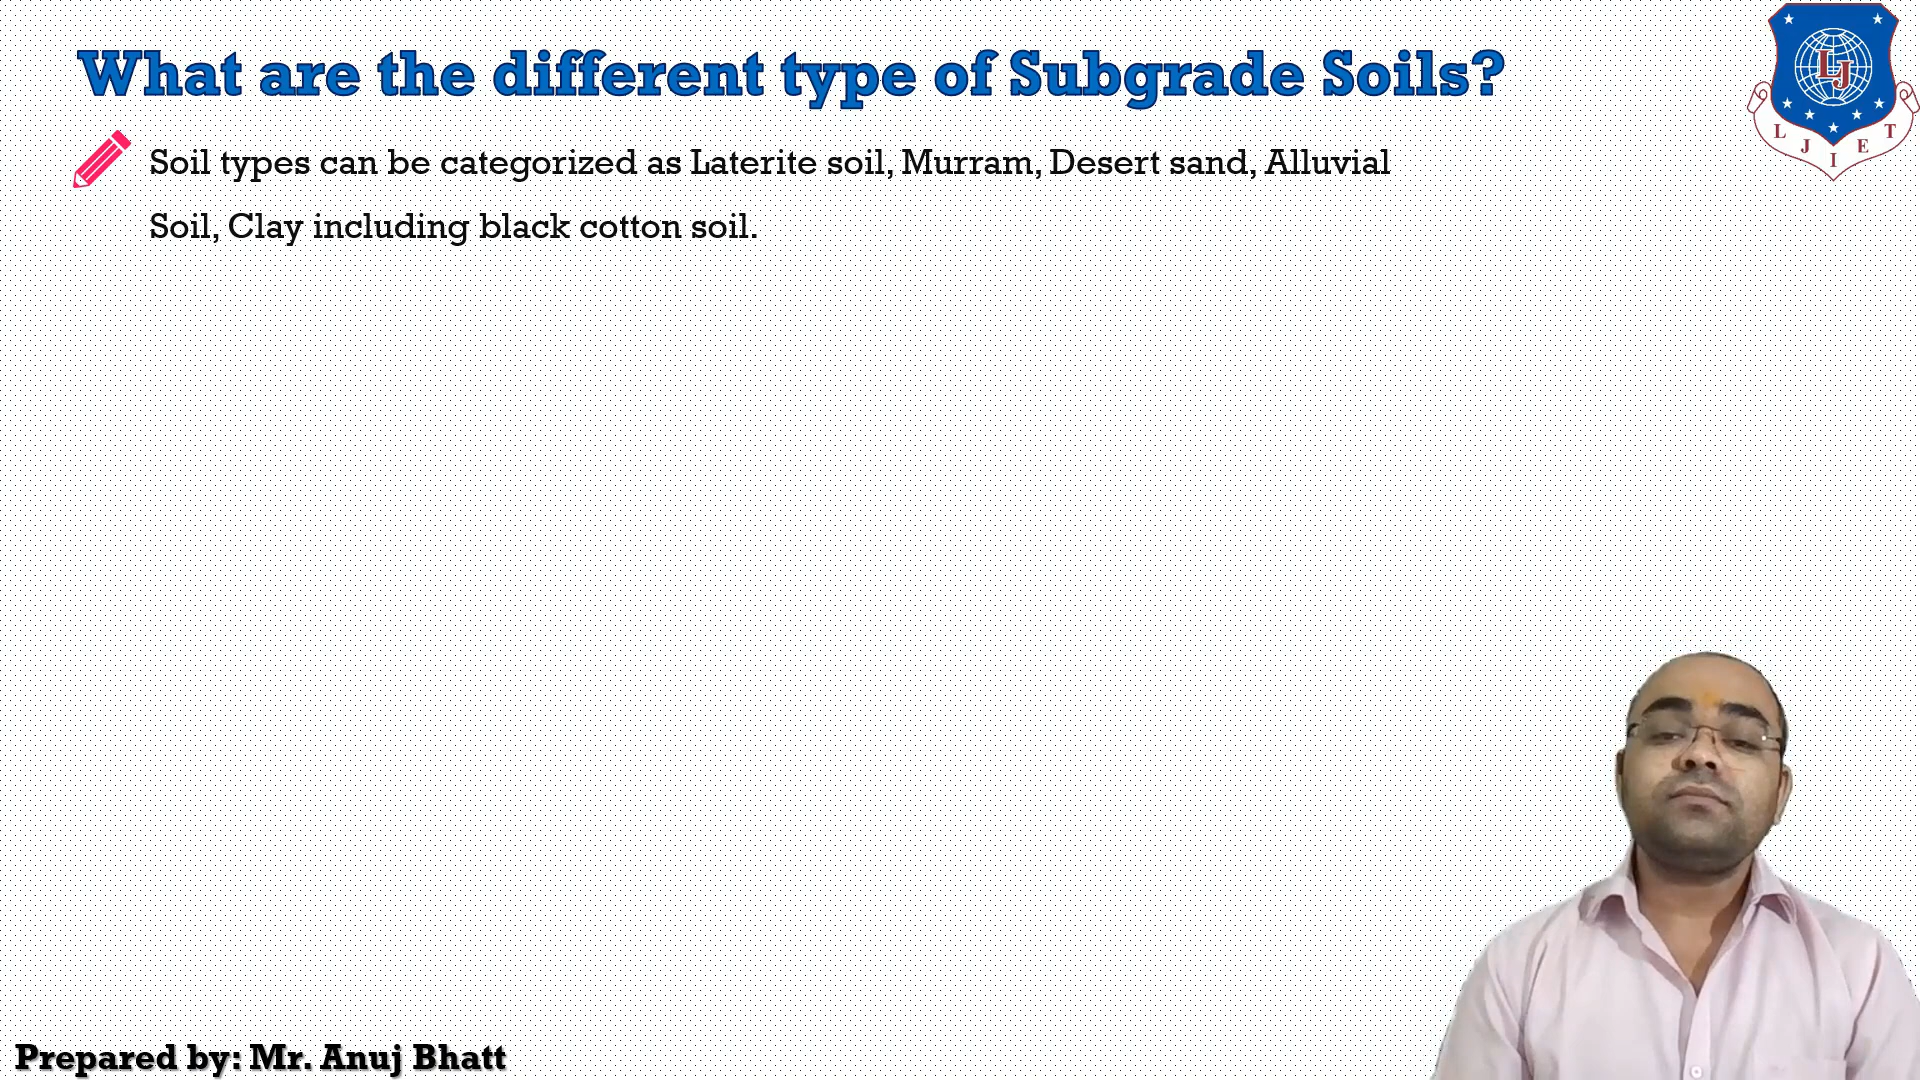 What are the different type of Subgrade Soils?
Soil types can be categorized as Laterite soil, Murram, Desert sand, Alluvial
Soil, Clay including black cotton soil.
LJ
L J I E T
Prepared by: Mr. Anuj Bhatt